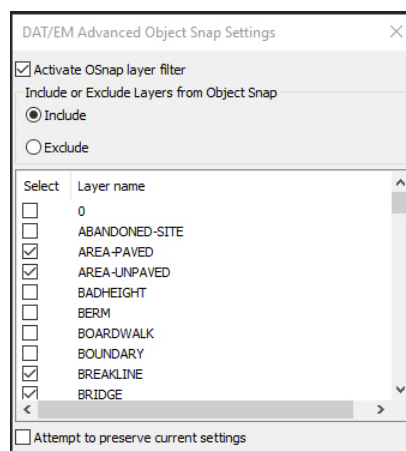 DAT/EM Advanced Object Snap Settings
Activate OSnap layer filter
Include or Exclude Layers from Object Snap
Include
Exclude
Select Layer name
0
ABANDONED-SITE
AREA-PAVED
AREA-UNPAVED
BADHEIGHT
BERM
BOARDWALK
BOUNDARY
BREAKLINE
BRIDGE
Attempt to preserve current settings